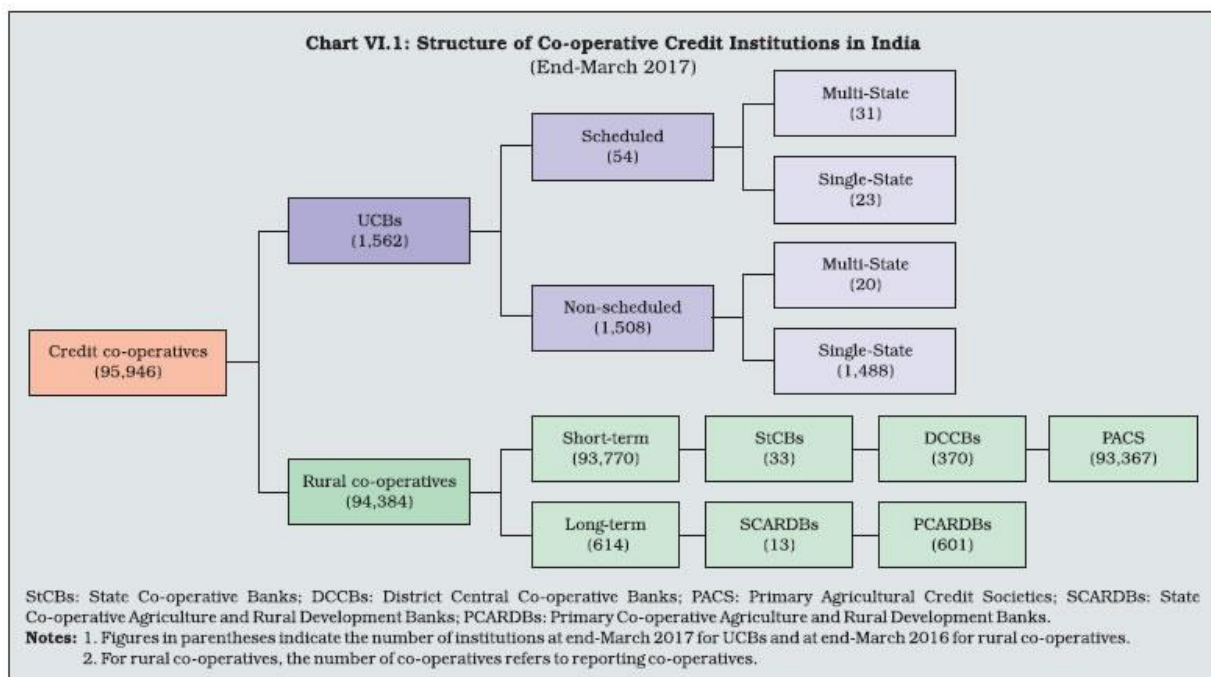 Chart VI.1: Structure of Co-operative Credit Institutions in India
(End-March 2017)
Multi-State
(31)
Scheduled
(54)
Single-State
(23)
UCBs
(1,562)
Multi-State
(20)
Non-scheduled
(1,508)
Single-State
(1,488)
Credit co-operatives
(95,946)
Short-term
(93,770)
StCBs
(33)
DCCBs
(370)
PACS
(93,367)
Rural co-operatives
(94,384)
Long-term
(614)
SCARDBs
(13)
PCARDBs
(601)
StCBs: State Co-operative Banks; DCCBs: District Central Co-operative Banks; PACS: Primary Agricultural Credit Societies; SCARDBs: State
Co-operative Agriculture and Rural Development Banks; PCARDBs: Primary Co-operative Agriculture and Rural Development Banks.
Notes: 1. Figures in parentheses indicate the number of institutions at end-March 2017 for UCBs and at end-March 2016 for rural co-operatives.
2. For rural co-operatives, the number of co-operatives refers to reporting co-operatives.